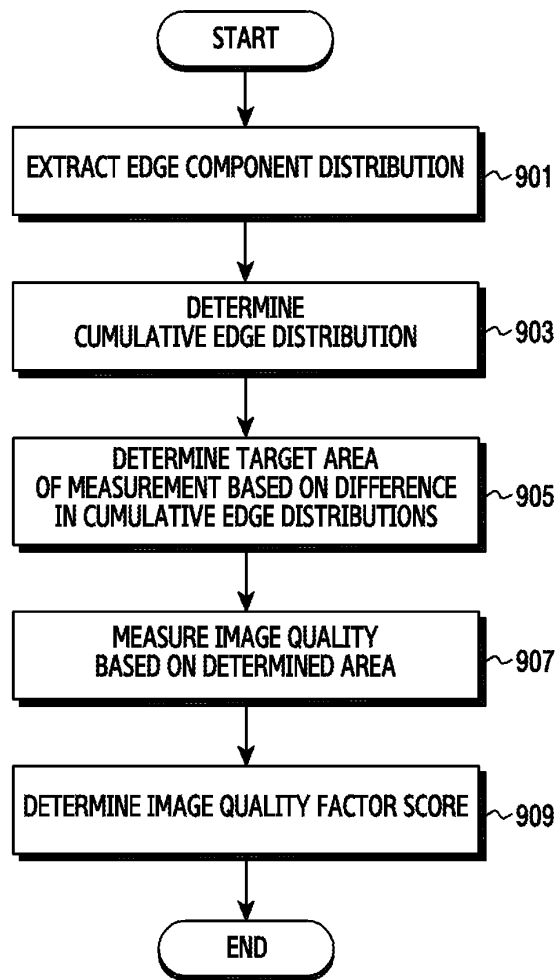 START
EXTRACT EDGE COMPONENT DISTRIBUTION
901
DETERMINE
CUMULATIVE EDGE DISTRIBUTION
903
DETERMINE TARGET AREA
OF MEASUREMENT BASED ON DIFFERENCE
IN CUMULATIVE EDGE DISTRIBUTIONS
905
MEASURE IMAGE QUALITY
BASED ON DETERMINED AREA
907
DETERMINE IMAGE QUALITY FACTOR SCORE
909
END